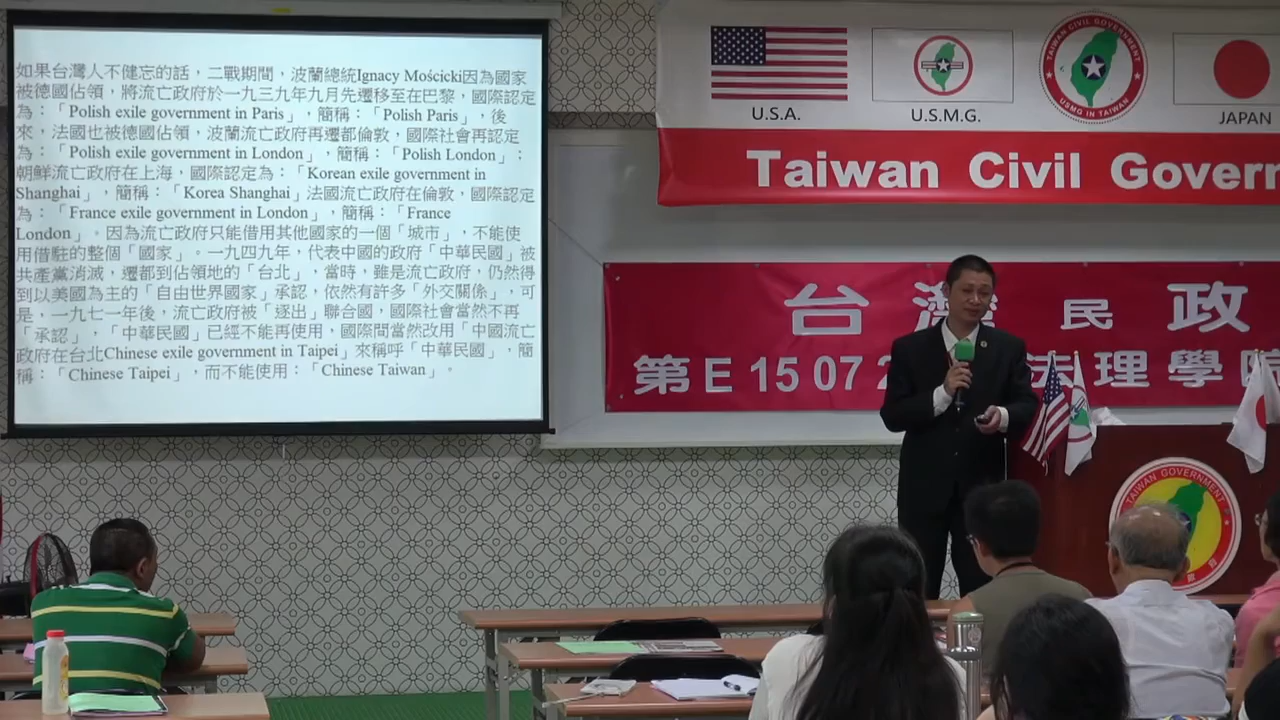 如果台灣人不健忘的話，二戰期間，波蘭總統Ignacy Mościcki因為國家
被德國佔領，將流亡政府於一九三九年九月先遷移至在巴黎，國際認定
為：「Polish exile government in Paris」，簡稱：「Polish Paris」，後
來，法國也被德國佔領，波蘭流亡政府再遷都倫敦，國際社會再認定
為：「Polish exile government in London」，簡稱：「Polish London」；
朝鮮流亡政府在上海，國際認定為：「Korean exile government in
Shanghai」，簡稱：「Korea Shanghai」法國流亡政府在倫敦，國際認定
為：「France exile government in London」，簡稱：「France
London」。因為流亡政府只能借用其他國家的一個「城市」，不能使
用借駐的整個「國家」。一九四九年，代表中國的政府「中華民國」被
共產黨消滅，遷都到佔領地的「台北」，當時，雖是流亡政府，仍然得
到以美國為主的「自由世界國家」承認，依然有許多「外交關係」，可
是，一九七一年後，流亡政府被「逐出」聯合國，國際社會當然不再
「承認」，「中華民國」已經不能再使用，國際間當然改用「中國流亡
政府在台北Chinese exile government in Taipei」來稱呼「中華民國」，簡
稱：「Chinese Taipei」，而不能使用：「Chinese Taiwan」。
U.S.A.
U.S.M.G.
TAIWAN CIVIL GOVERNMENT
USMG IN TAIWAN
JAPAN
Taiwan Civil Govern
台灣民政
第E15072
法理學院
TAIWAN GOVERNMENT